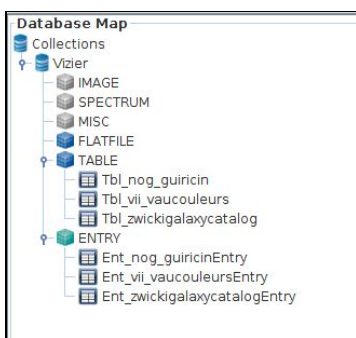 Database Map
Collections
Vizier
IMAGE
SPECTRUM
MISC
FLATFILE
TABLE
Tbl_nog_guiricin
Tbl_vii_vaucouleurs
Tbl_zwickigalaxycatalog
ENTRY
Ent_nog_guiricinEntry
Ent_vii_vaucouleursEntry
Ent_zwickigalaxycatalogEntry